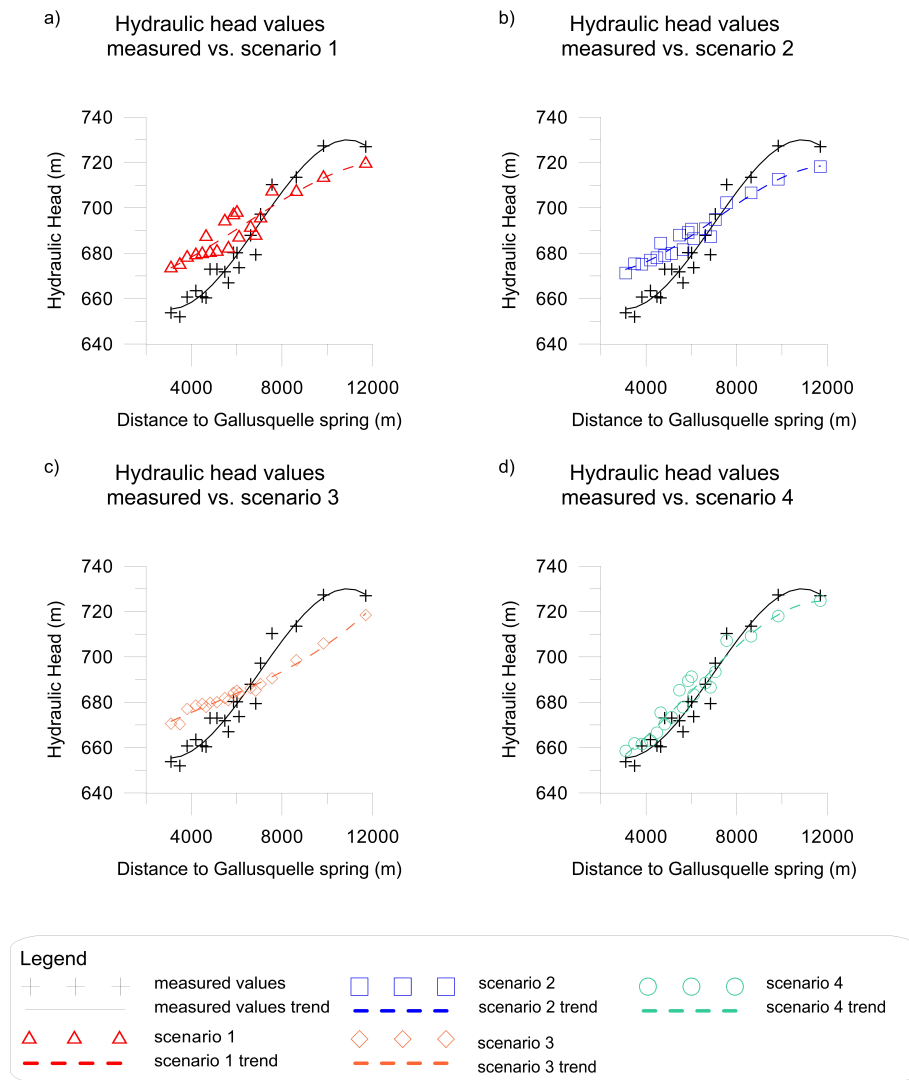 a)
Hydraulic head values
measured vs. scenario 1
740
720
700
680
660
640
Hydraulic Head (m)
4000
8000
12000
Distance to Gallusquelle spring (m)
b)
Hydraulic head values
measured vs. scenario 2
740
720
700
680
660
640
Hydraulic Head (m)
4000
8000
12000
Distance to Gallusquelle spring (m)
c)
Hydraulic head values
measured vs. scenario 3
740
720
700
680
660
640
Hydraulic Head (m)
4000
8000
12000
Distance to Gallusquelle spring (m)
d)
Hydraulic head values
measured vs. scenario 4
740
720
700
680
660
640
Hydraulic Head (m)
4000
8000
12000
Distance to Gallusquelle spring (m)
Legend
measured values
measured values trend
scenario 1
scenario 1 trend
scenario 2
scenario 2 trend
scenario 3
scenario 3 trend
scenario 4
scenario 4 trend